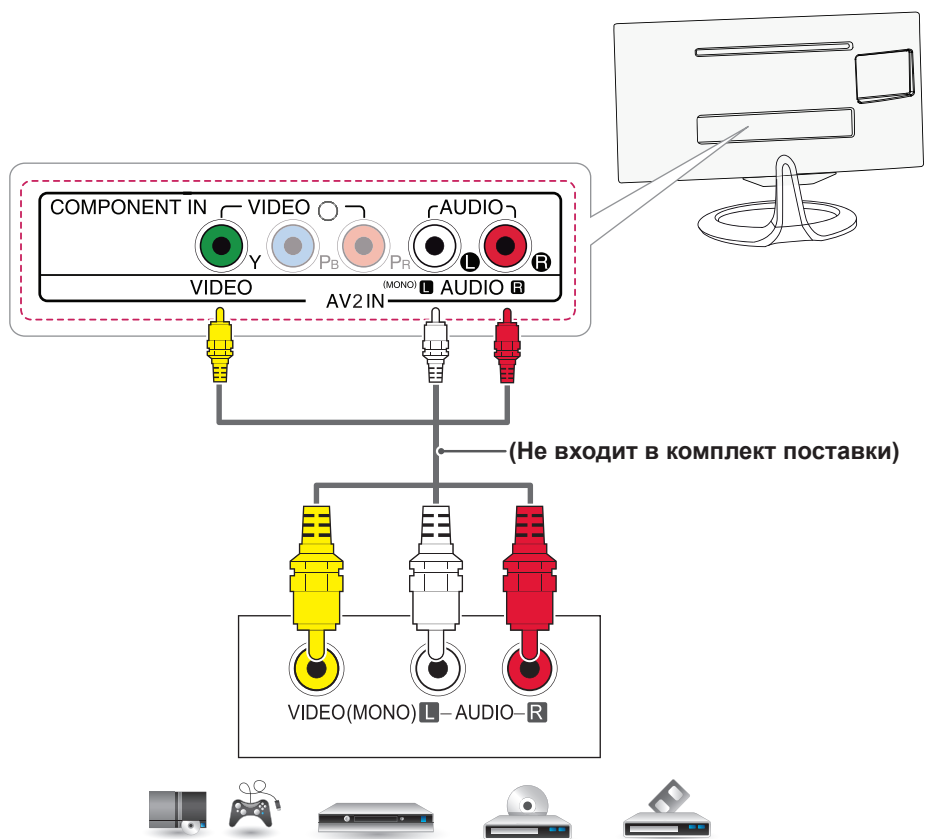 COMPONENT IN VIDEO AUDIO
Y PB PR L R
VIDEO (MONO) L AUDIO R
AV2 IN
(Не входит в комплект поставки)
VIDEO (MONO) L AUDIO R